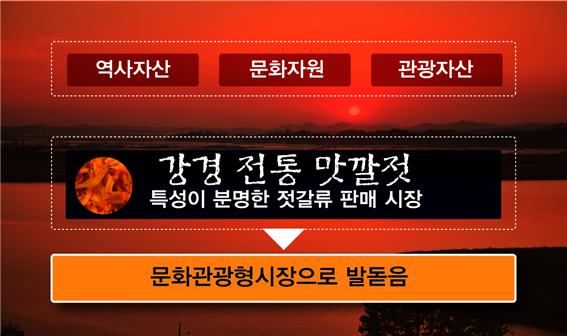 역사자산
문화자원
관광자산
강경 전통 맛깔젓
특성이 분명한 젓갈류 판매 시장
문화관광형시장으로 발돋음